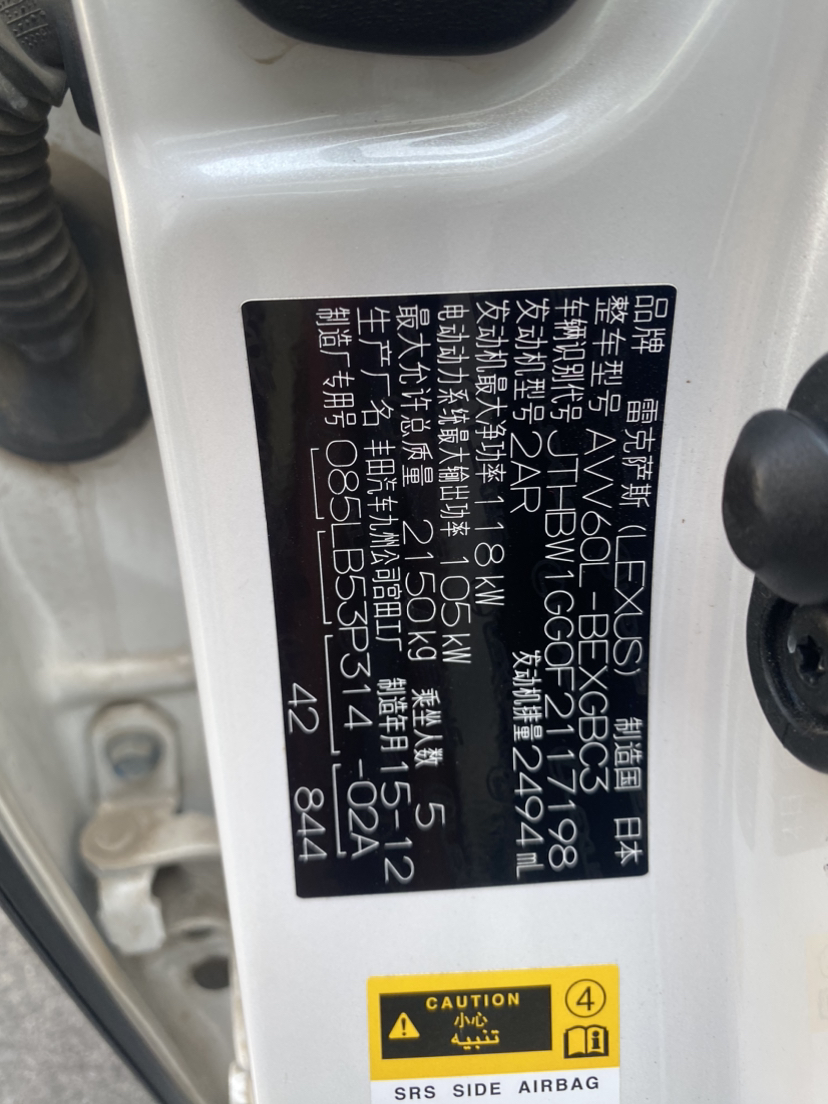 品牌 雷克萨斯(LEXUS) 制造国 日本
整车型号 AVV60L-BEXGBC3
车辆识别代号 JTHBW1GG0F2117198
发动机型号 2AR 发动机排量 2494mL
发动机最大净功率 118kW
电动动力系统最大输出功率 105kW
最大允许总质量 2150kg 乘坐人数 5
生产厂名 丰田汽车九州公司宫田工厂 制造年月 15-12
制造厂专用号 085LB53P314-02A
42 844
CAUTION
小心
تنبيه
4
SRS SIDE AIRBAG